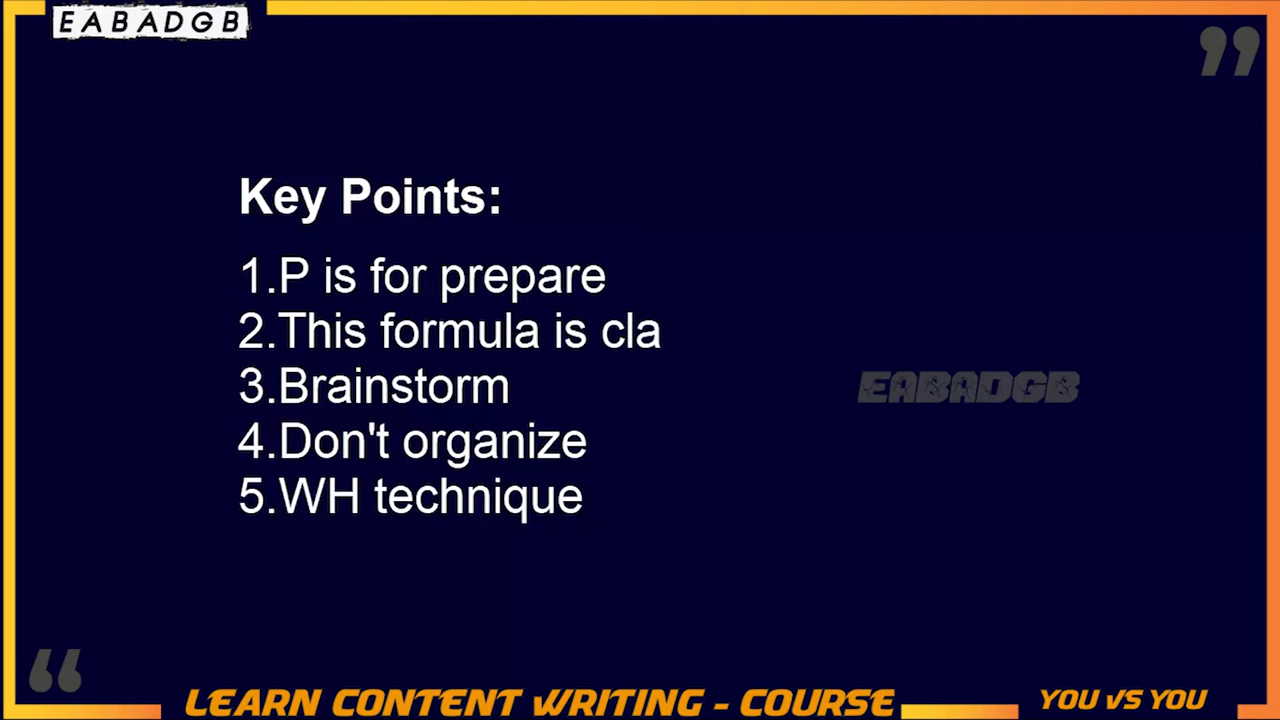 EABADGB
Key Points:
1.P is for prepare
2.This formula is cla
3.Brainstorm
EABADGB
4.Don't organize
5.WH technique
LEARN CONTENT WRITING - COURSE
YOU VS YOU